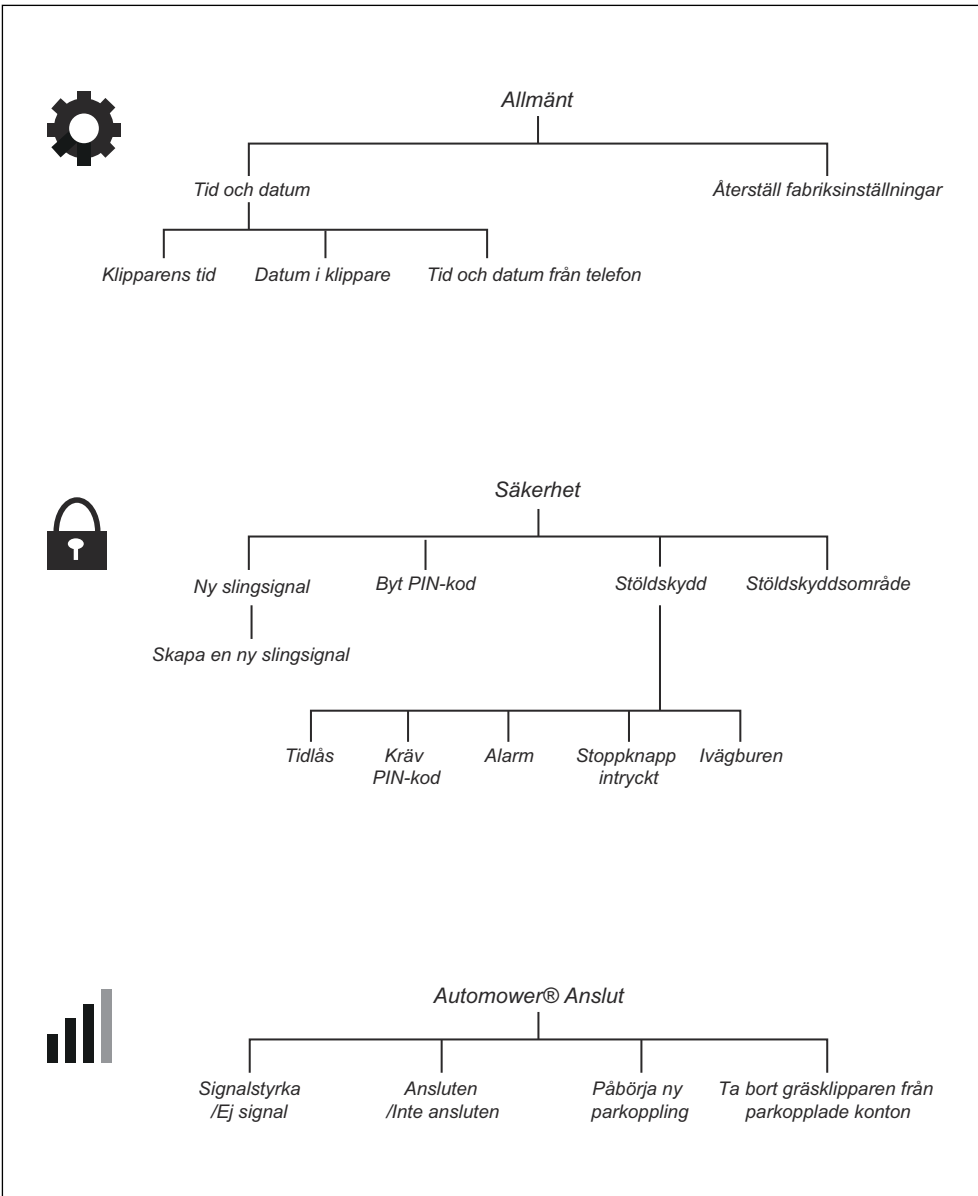 Allmänt
Tid och datum
Återställ fabriksinställningar
Klipparens tid
Datum i klippare
Tid och datum från telefon
Säkerhet
Ny slingsignal
Byt PIN-kod
Stöldskydd
Stöldskyddsområde
Skapa en ny slingsignal
Tidlås
Kräv
PIN-kod
Alarm
Stoppknapp
intryckt
Ivägburen
Automower® Anslut
Signalstyrka
/Ej signal
Ansluten
/Inte ansluten
Påbörja ny
parkoppling
Ta bort gräsklipparen från
parkopplade konton